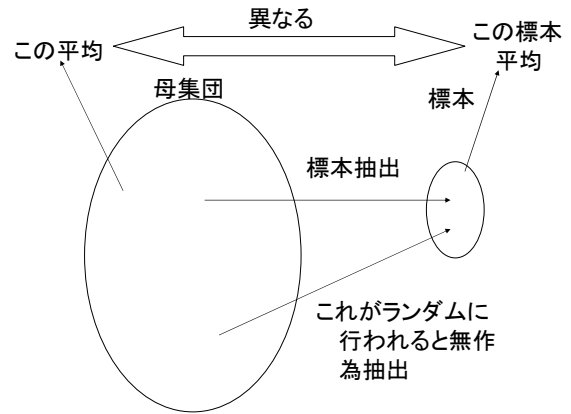 異なる
この平均
この標本
平均
母集団
標本
標本抽出
これがランダムに
行われると無作
為抽出